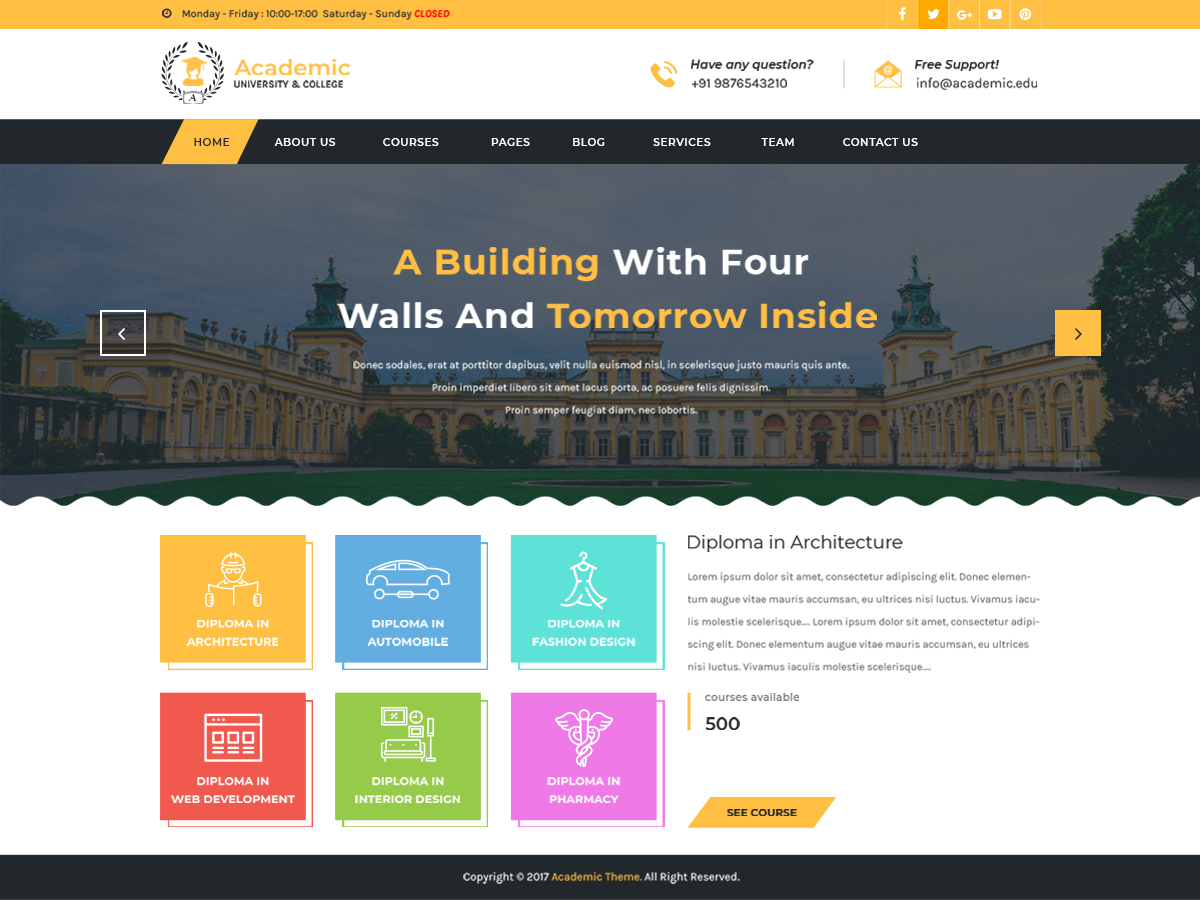 Monday - Friday : 10:00-17:00 Saturday - Sunday CLOSED
Academic
UNIVERSITY & COLLEGE
A
Have any question?
+91 9876543210
Free Support!
info@academic.edu
HOME ABOUT US COURSES PAGES BLOG SERVICES TEAM CONTACT US
A Building With Four
Walls And Tomorrow Inside
Donec sodales, erat at porttitor dapibus, velit nulla euismod nisl, in scelerisque justo mauris quis ante.
Proin imperdiet libero sit amet lacus porta, ac posuere felis dignissim.
Proin semper feugiat diam, nec lobortis.
DIPLOMA IN
ARCHITECTURE
DIPLOMA IN
AUTOMOBILE
DIPLOMA IN
FASHION DESIGN
DIPLOMA IN
WEB DEVELOPMENT
DIPLOMA IN
INTERIOR DESIGN
DIPLOMA IN
PHARMACY
Diploma in Architecture
Lorem ipsum dolor sit amet, consectetur adipiscing elit. Donec elemen-
tum augue vitae mauris accumsan, eu ultrices nisi luctus. Vivamus iacu-
lis molestie scelerisque.... Lorem ipsum dolor sit amet, consectetur adipi-
scing elit. Donec elementum augue vitae mauris accumsan, eu ultrices
nisi luctus. Vivamus iaculis molestie scelerisque....
courses available
500
SEE COURSE
Copyright © 2017 Academic Theme. All Right Reserved.